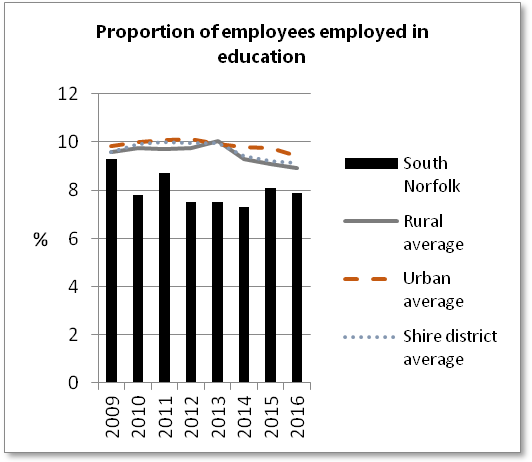 Proportion of employees employed in
education
12
10
8
6
4
2
0
%
2009
2010
2011
2012
2013
2014
2015
2016
South
Norfolk
Rural
average
Urban
average
Shire district
average